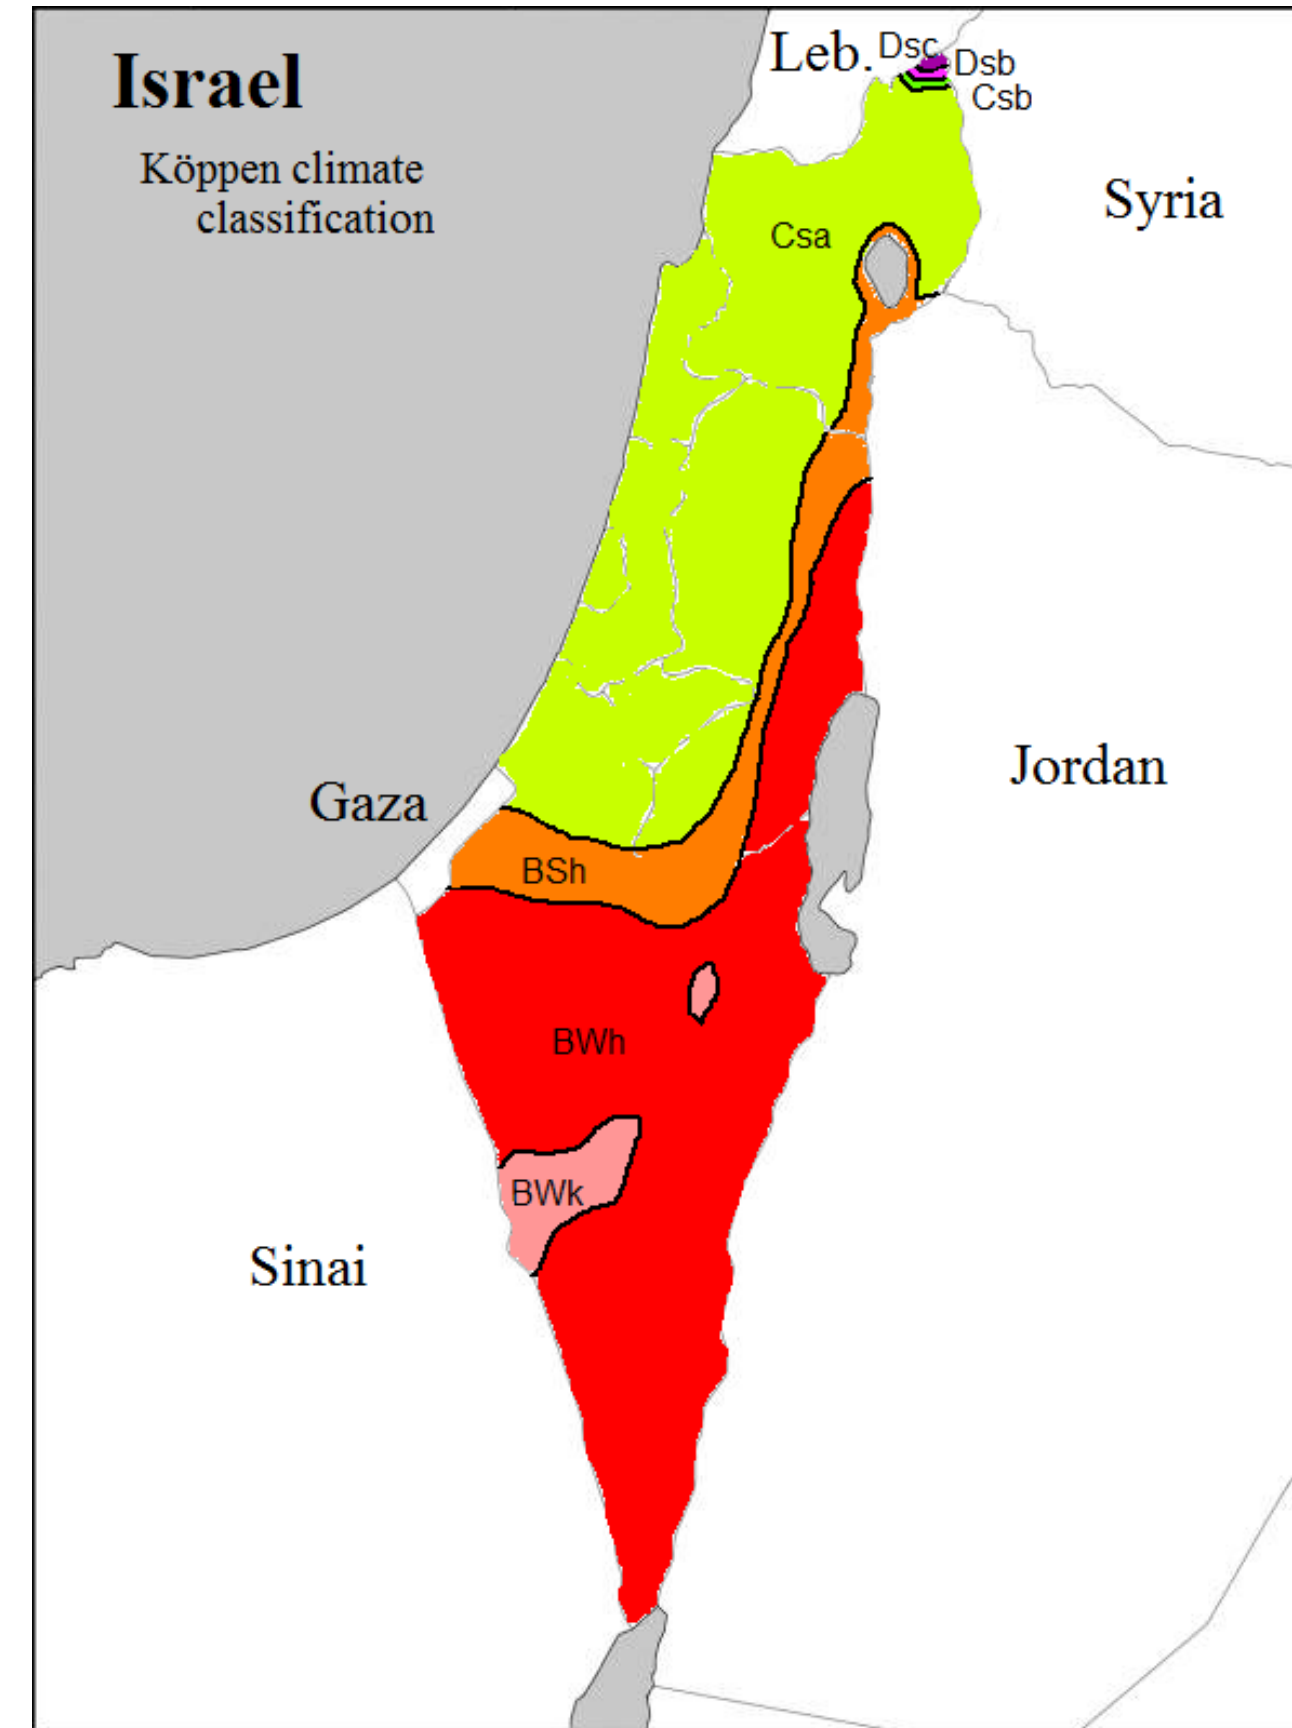 Israel
Köppen climate
classification
Leb.
Dsc
Dsb
Csb
Syria
Csa
Jordan
Gaza
BSh
BWh
BWk
Sinai